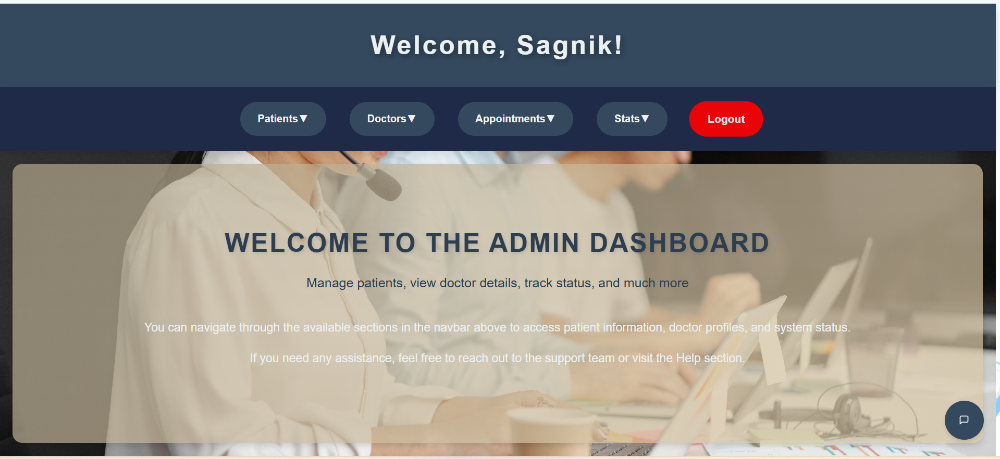 Welcome, Sagnik!
Patients▼
Doctors▼
Appointments▼
Stats▼
Logout
WELCOME TO THE ADMIN DASHBOARD
Manage patients, view doctor details, track status, and much more
You can navigate through the available sections in the navbar above to access patient information, doctor profiles, and system status.
If you need any assistance, feel free to reach out to the support team or visit the Help section.